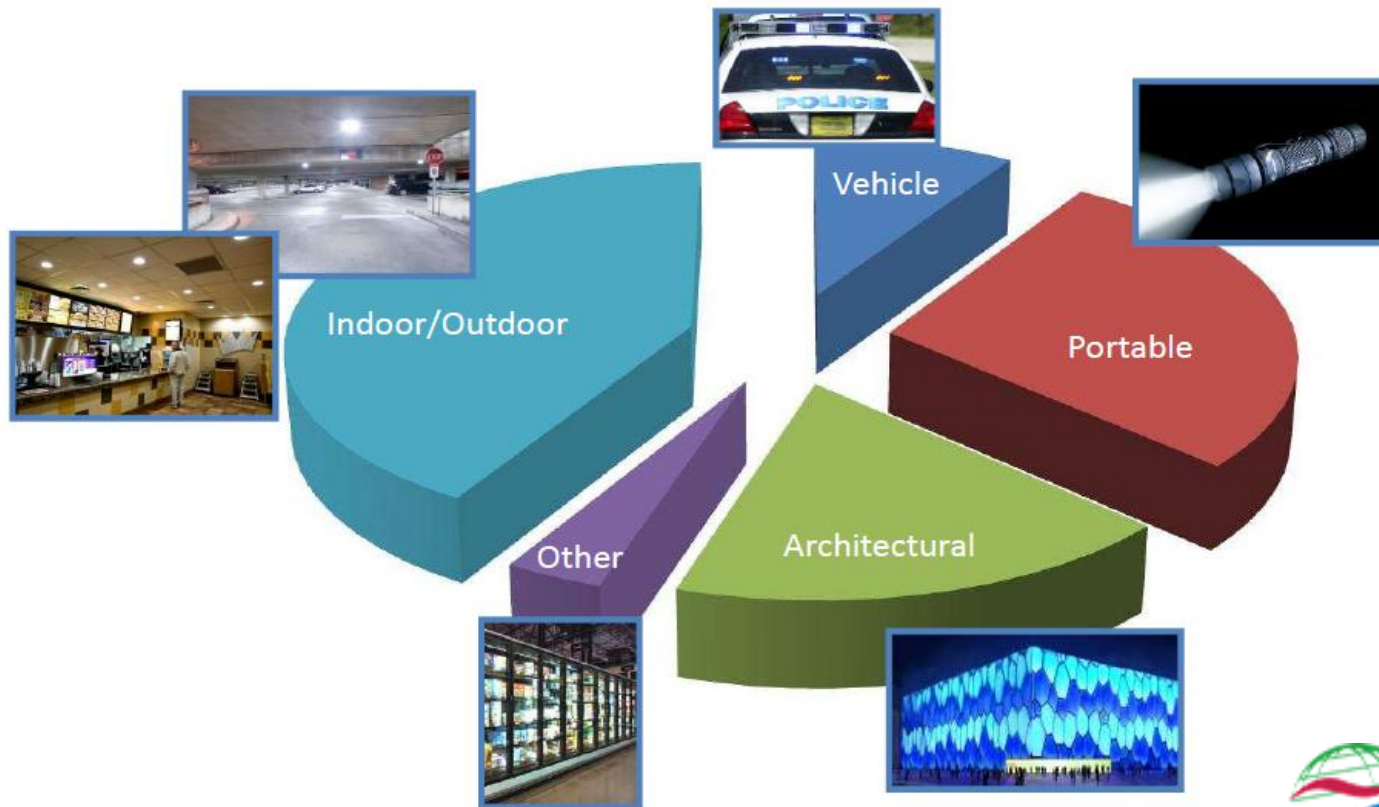 POLICE
Vehicle
Indoor/Outdoor
Portable
Architectural
Other